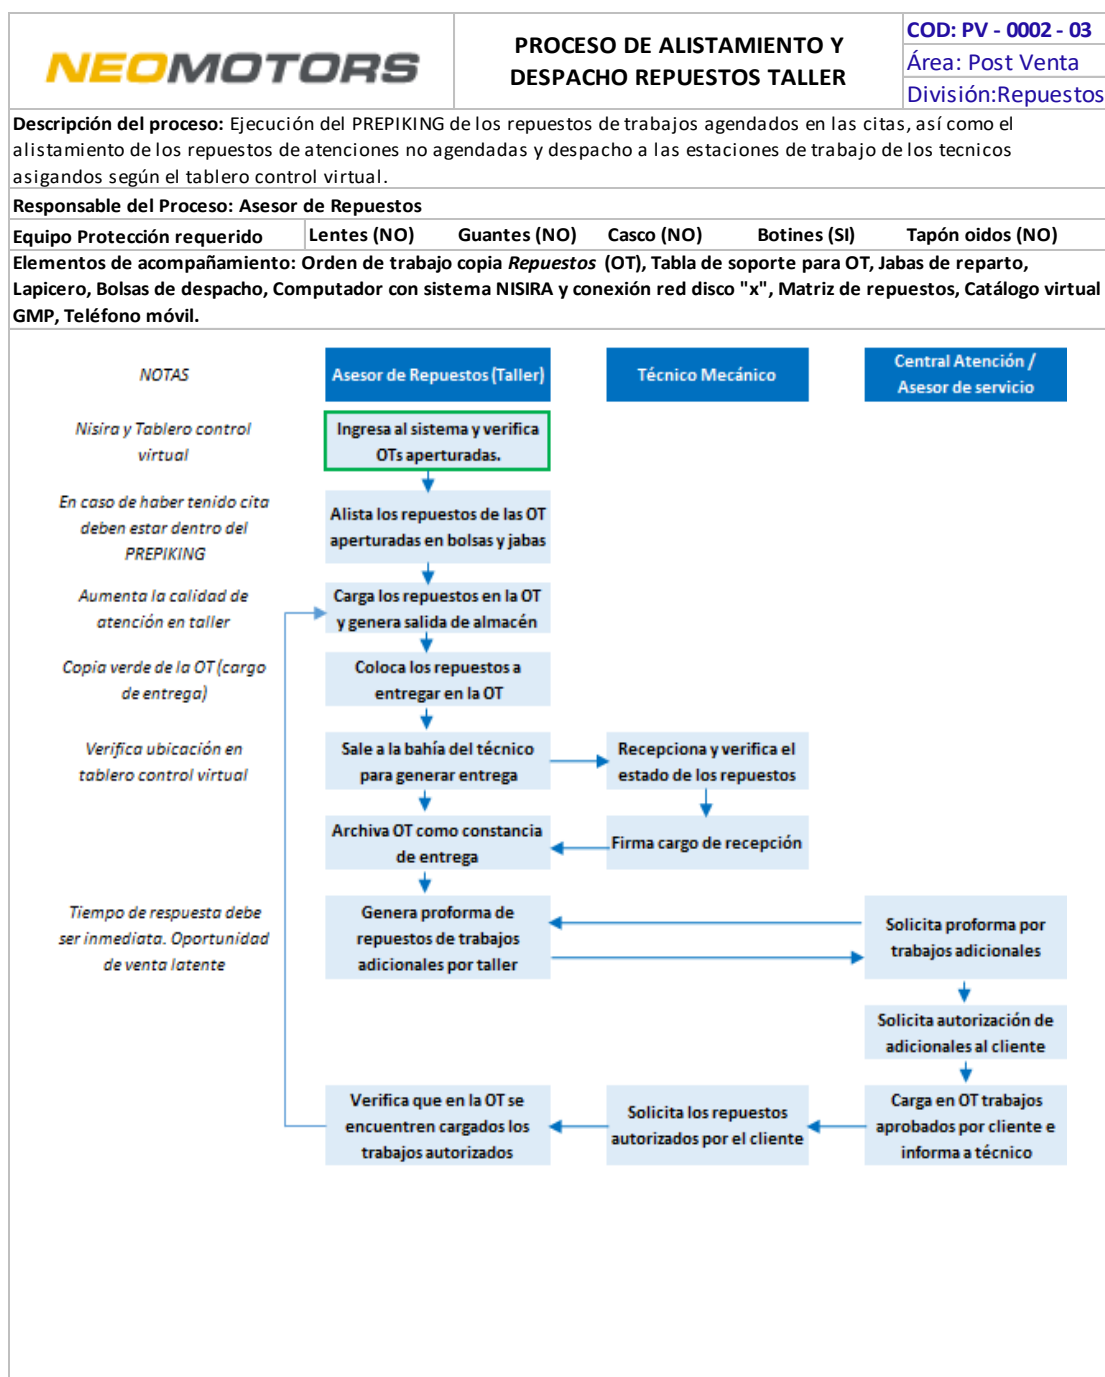 NEOMOTORS
PROCESO DE ALISTAMIENTO Y
DESPACHO REPUESTOS TALLER
COD: PV - 0002 - 03
Área: Post Venta
División:Repuestos
Descripción del proceso: Ejecución del PREPIKING de los repuestos de trabajos agendados en las citas, así como el
alistamiento de los repuestos de atenciones no agendadas y despacho a las estaciones de trabajo de los tecnicos
asigandos según el tablero control virtual.
Responsable del Proceso: Asesor de Repuestos
Equipo Protección requerido Lentes (NO) Guantes (NO) Casco (NO) Botines (SI) Tapón oidos (NO)
Elementos de acompañamiento: Orden de trabajo copia Repuestos (OT), Tabla de soporte para OT, Jabas de reparto,
Lapicero, Bolsas de despacho, Computador con sistema NISIRA y conexión red disco "x", Matriz de repuestos, Catálogo virtual
GMP, Teléfono móvil.
NOTAS
Asesor de Repuestos (Taller)
Técnico Mecánico
Central Atención /
Asesor de servicio
Nisira y Tablero control
virtual
Ingresa al sistema y verifica
OTs aperturadas.
En caso de haber tenido cita
deben estar dentro del
PREPIKING
Alista los repuestos de las OT
aperturadas en bolsas y jabas
Aumenta la calidad de
atención en taller
Carga los repuestos en la OT
y genera salida de almacén
Copia verde de la OT (cargo
de entrega)
Coloca los repuestos a
entregar en la OT
Verifica ubicación en
tablero control virtual
Sale a la bahía del técnico
para generar entrega
Recepciona y verifica el
estado de los repuestos
Archiva OT como constancia
de entrega
Firma cargo de recepción
Tiempo de respuesta debe
ser inmediata. Oportunidad
de venta latente
Genera proforma de
repuestos de trabajos
adicionales por taller
Solicita proforma por
trabajos adicionales
Solicita autorización de
adicionales al cliente
Verifica que en la OT se
encuentren cargados los
trabajos autorizados
Solicita los repuestos
autorizados por el cliente
Carga en OT trabajos
aprobados por cliente e
informa a técnico